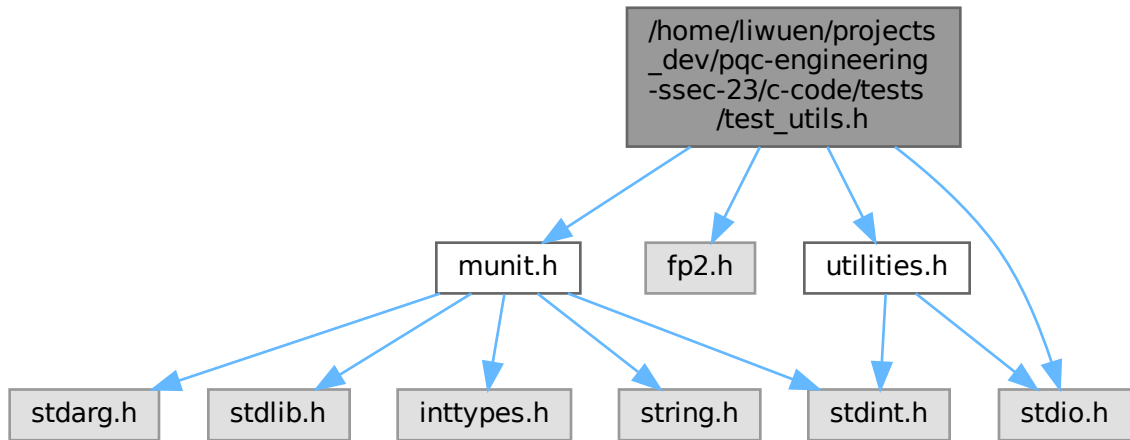 /home/liwuen/projects
_dev/pqc-engineering
-ssec-23/c-code/tests
/test_utils.h
munit.h
fp2.h
utilities.h
stdarg.h
stdlib.h
inttypes.h
string.h
stdint.h
stdio.h